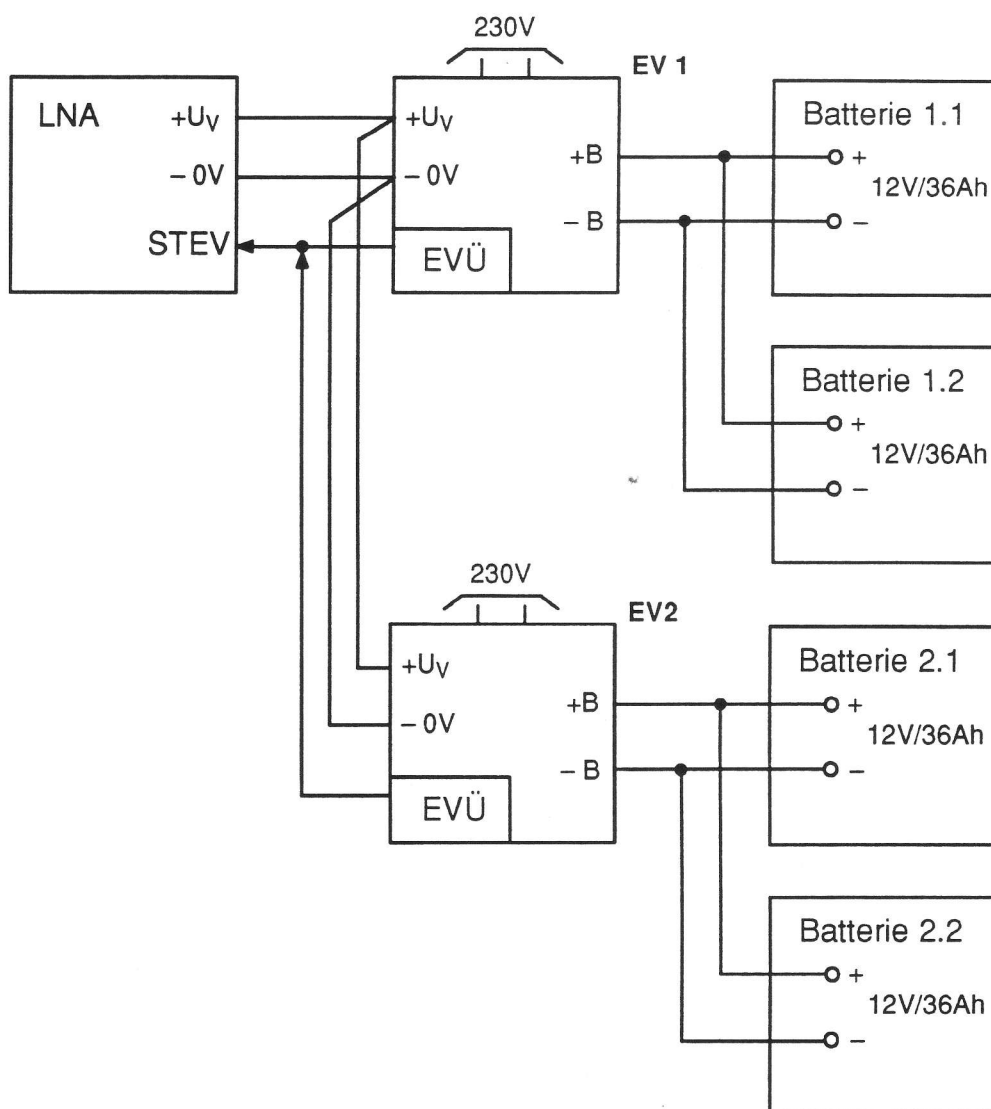 230V
EV 1
LNA
+UV
– 0V
STEV
+UV
– 0V
EVÜ
+B
– B
Batterie 1.1
+
12V/36Ah
–
Batterie 1.2
+
12V/36Ah
–
230V
EV2
+UV
– 0V
EVÜ
+B
– B
Batterie 2.1
+
12V/36Ah
–
Batterie 2.2
+
12V/36Ah
–